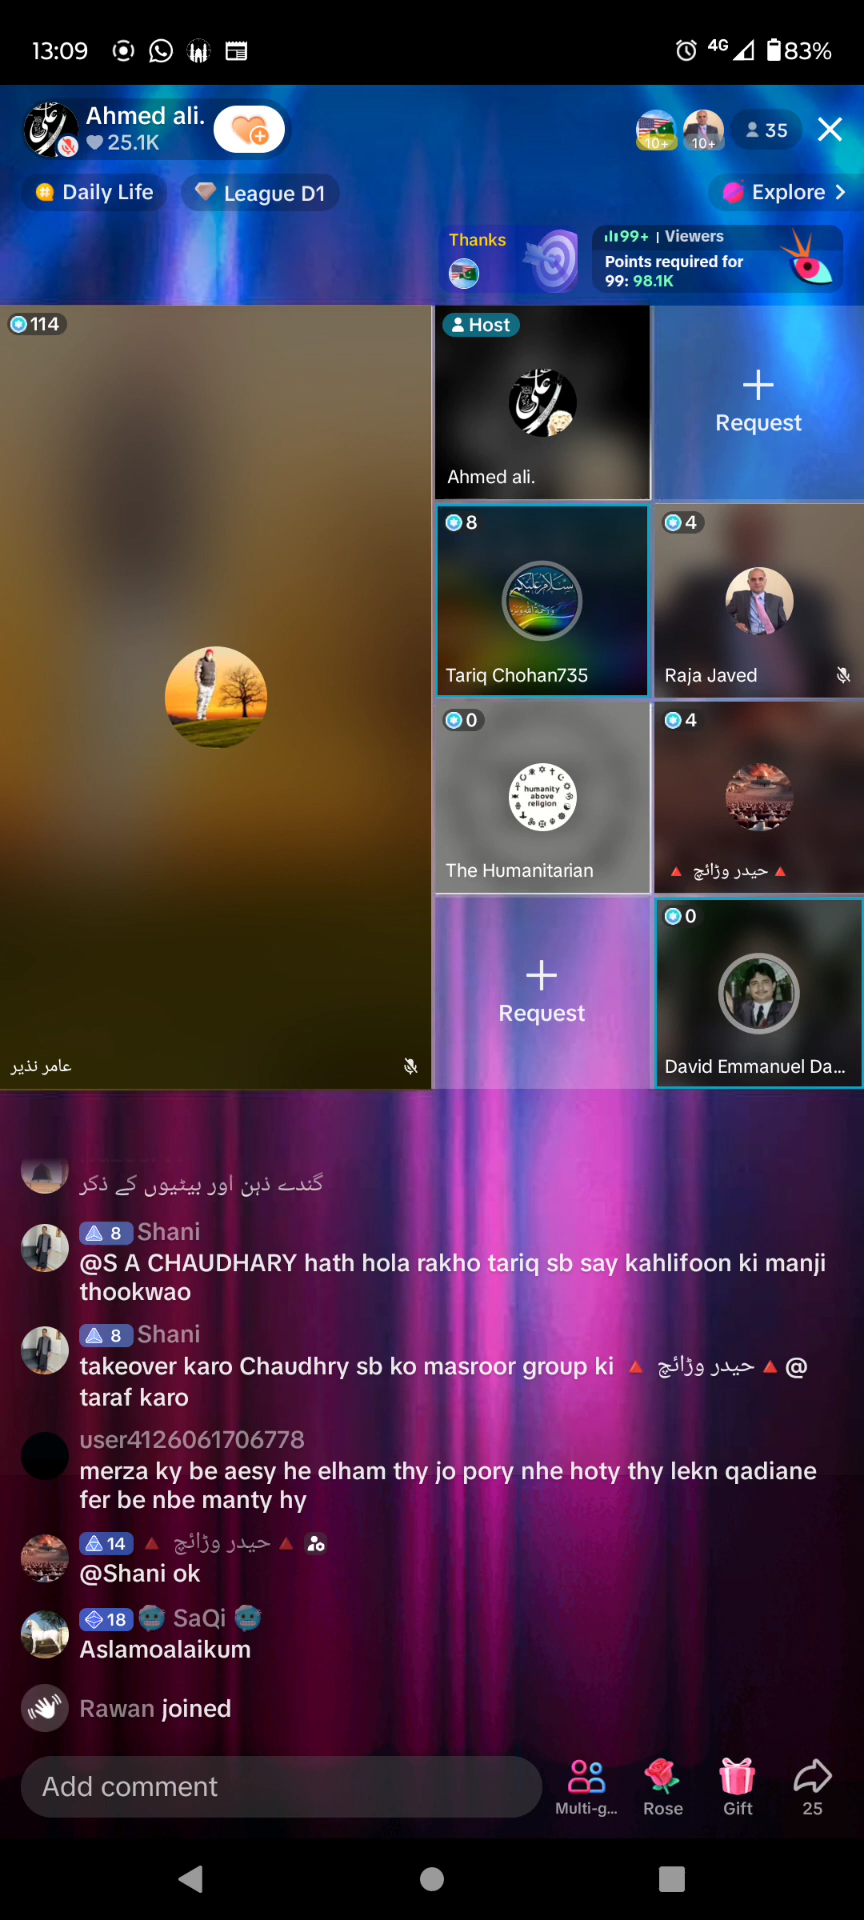 13:09
4G
83%
Ahmed ali.
25.1K
10+
10+
35
Daily Life
League D1
Explore
Thanks
99+ | Viewers
Points required for
99: 98.1K
114
Host
Ahmed ali.
Request
8
Tariq Chohan735
4
Raja Javed
0
humanity
above
religion
The Humanitarian
4
🔺 حیدر وڑائچ 🔺
عامر نذیر
Request
0
David Emmanuel Da...
گندے ذہن اور بیٹیوں کے ذکر
8 Shani
@S A CHAUDHARY hath hola rakho tariq sb say kahlifoon ki manji
thookwao
8 Shani
takeover karo Chaudhry sb ko masroor group ki 🔺 حیدر وڑائچ 🔺@
taraf karo
user4126061706778
merza ky be aesy he elham thy jo pory nhe hoty thy lekn qadiane
fer be nbe manty hy
14 🔺 حیدر وڑائچ 🔺
@Shani ok
18 🥶 SaQi 🥶
Aslamoalaikum
Rawan joined
Add comment
Multi-g...
Rose
Gift
25